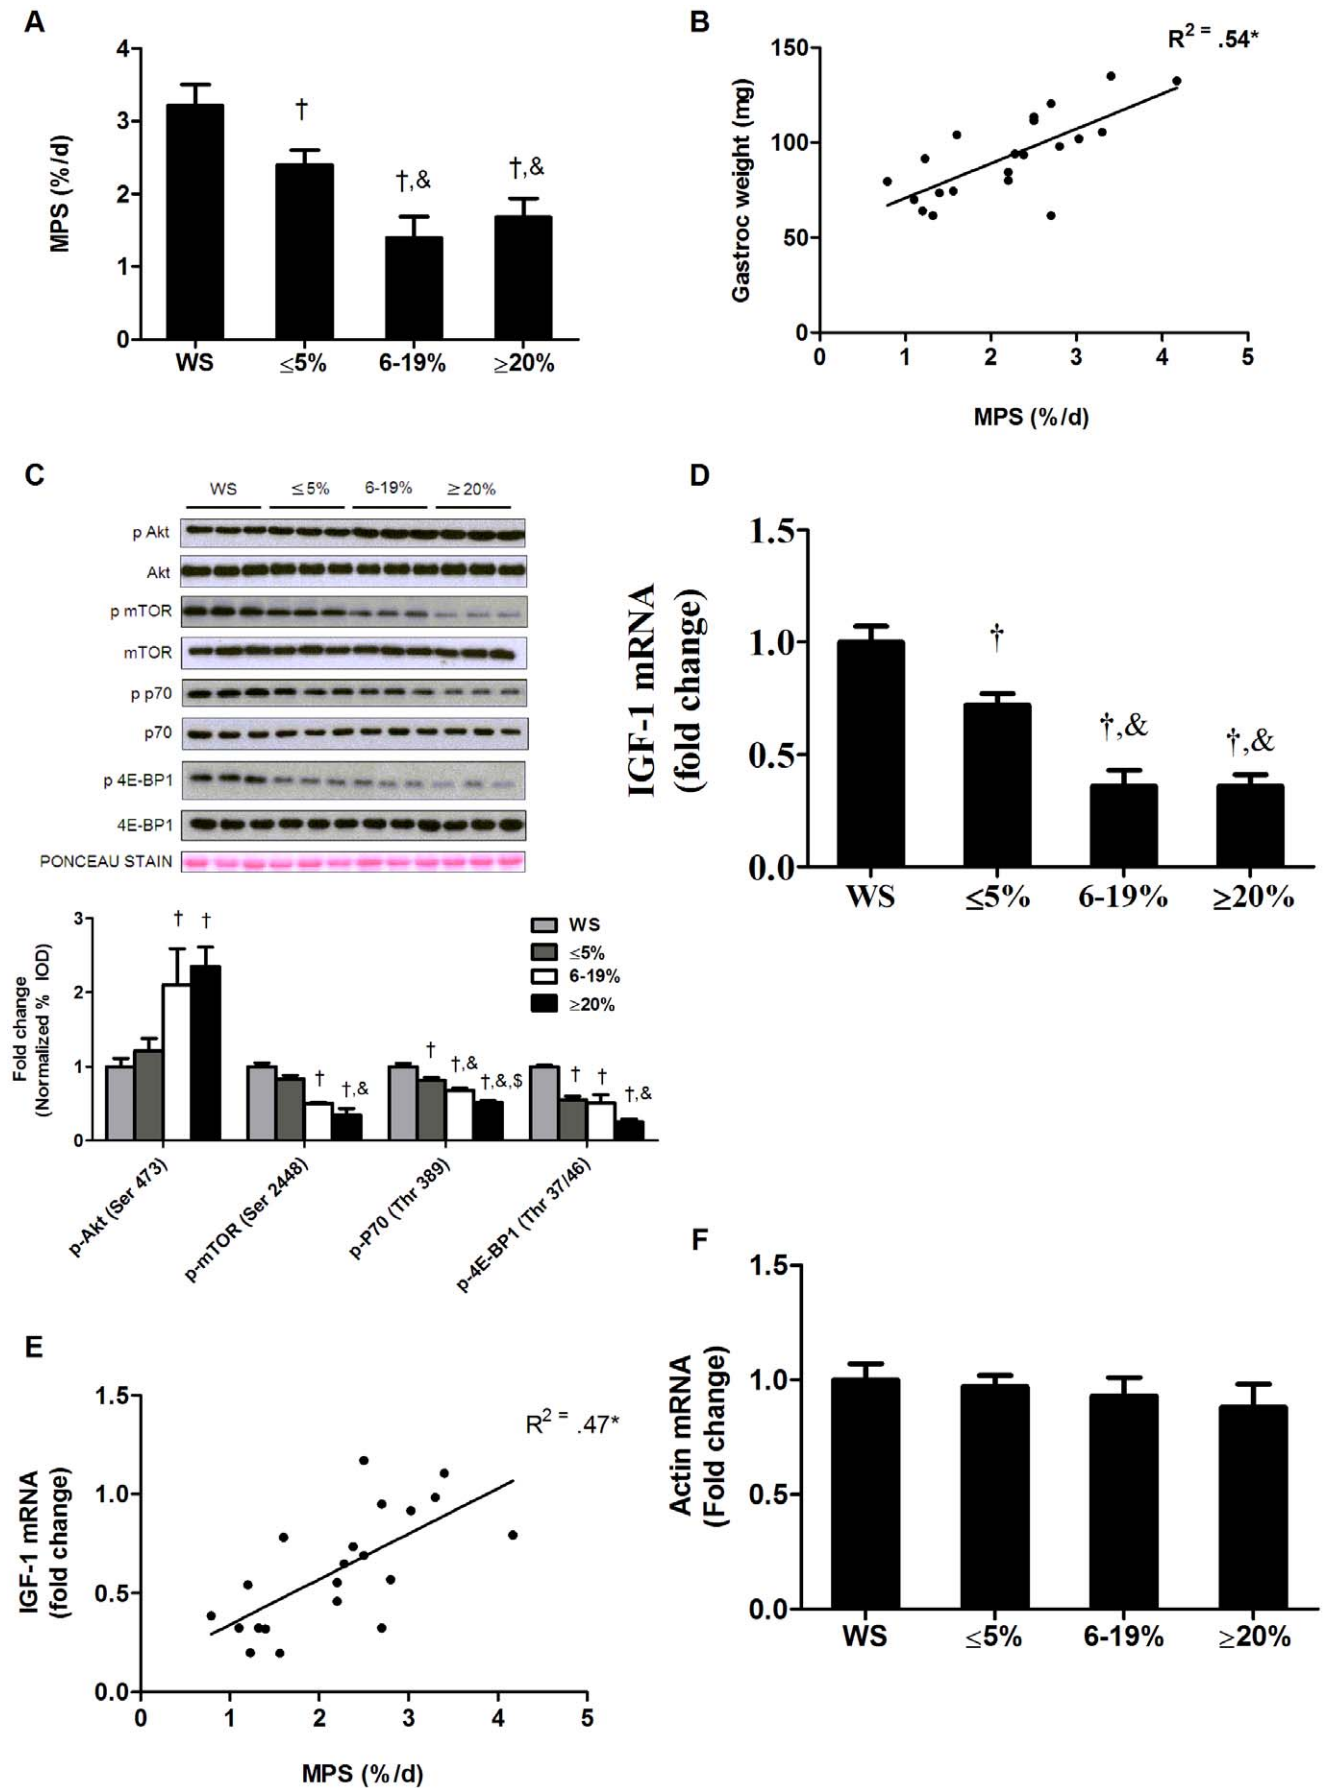 A
4
3
2
1
0
MPS (%/d)
†
†,&
†,&
WS ≤5% 6-19% ≥20%
B
R² = .54*
150
100
50
0
Gastroc weight (mg)
0 1 2 3 4 5
MPS (%/d)
C
WS ≤5% 6-19% ≥20%
p Akt
Akt
p mTOR
mTOR
p p70
p70
p 4E-BP1
4E-BP1
PONCEAU STAIN
3
2
1
0
Fold change
(Normalized % IOD)
† †
† †,&
† †,& †,&,$
† † †,&
WS
≤5%
6-19%
≥20%
p-Akt (Ser 473)
p-mTOR (Ser 2448)
p-P70 (Thr 389)
p-4E-BP1 (Thr 37/46)
D
1.5
1.0
0.5
0.0
IGF-1 mRNA
(fold change)
†
†,&
†,&
WS ≤5% 6-19% ≥20%
E
1.5
1.0
0.5
0.0
IGF-1 mRNA
(fold change)
R² = .47*
0 1 2 3 4 5
MPS (%/d)
F
1.5
1.0
0.5
0.0
Actin mRNA
(Fold change)
WS ≤5% 6-19% ≥20%